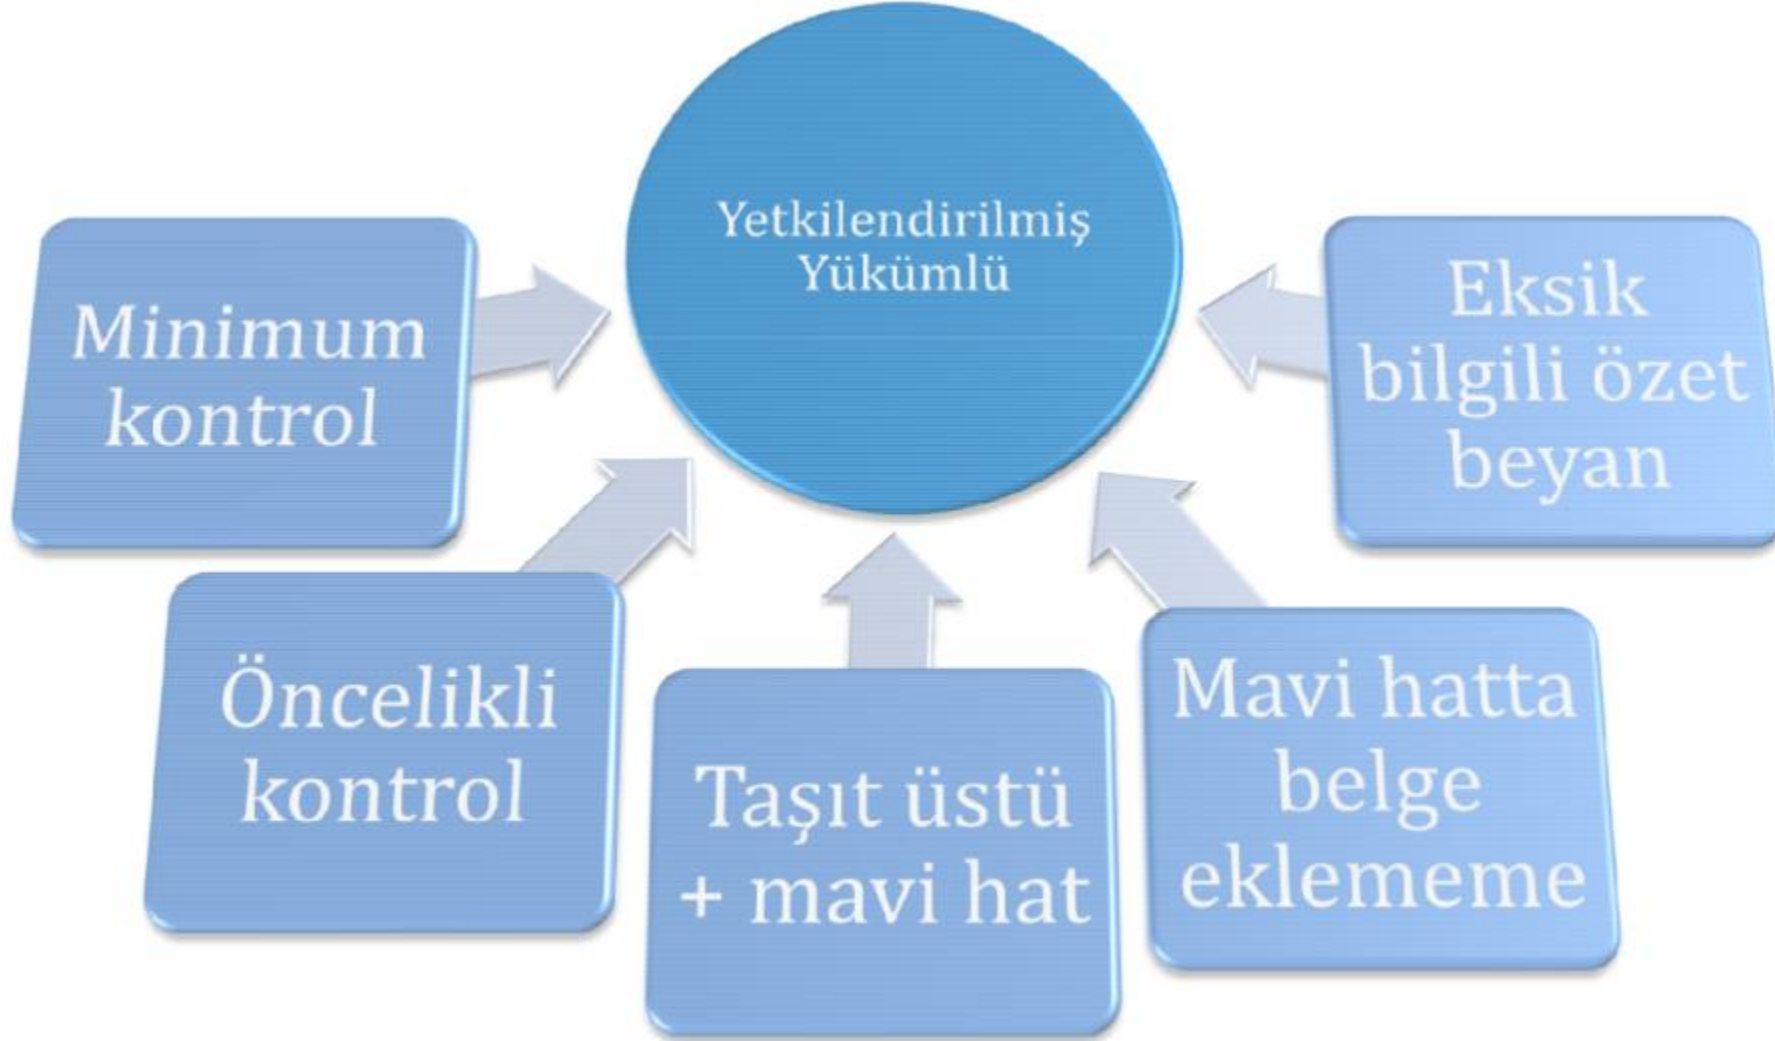 Yetkilendirilmiş
Yükümlü
Minimum
kontrol
Öncelikli
kontrol
Taşıt üstü
+ mavi hat
Mavi hatta
belge
eklememe
Eksik
bilgili özet
beyan